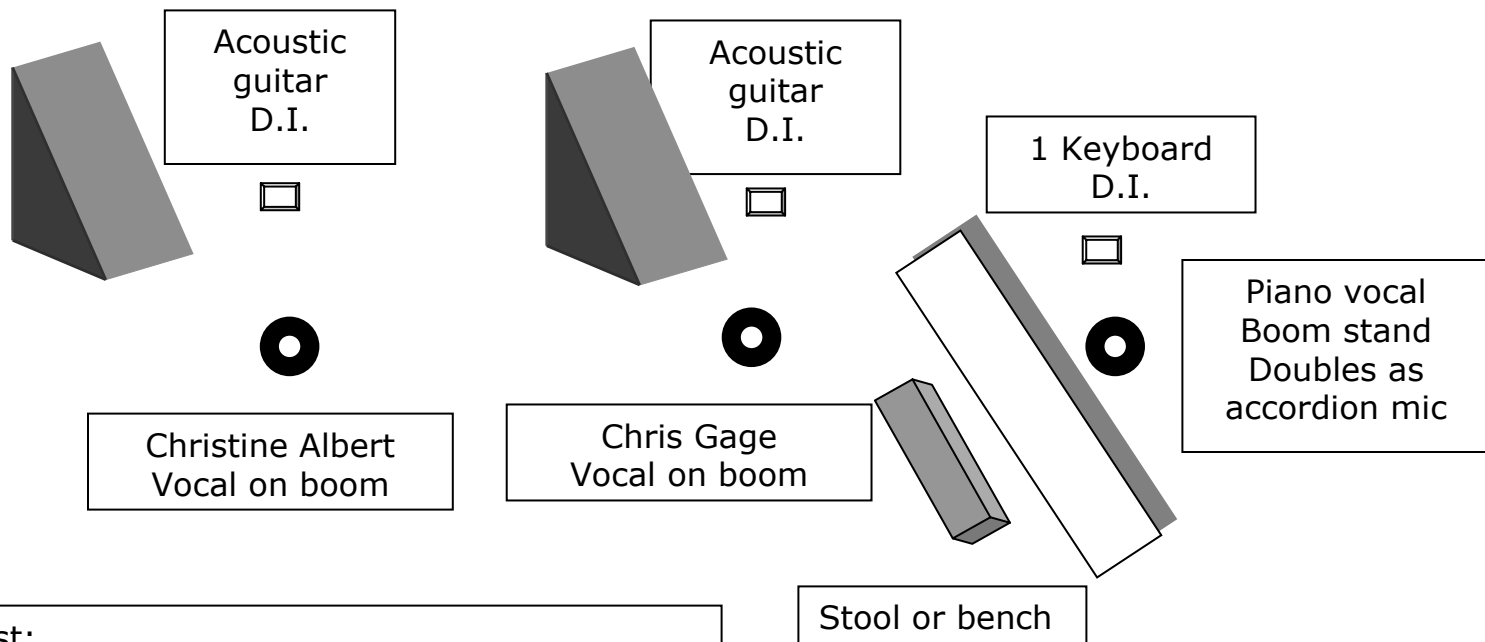 Acoustic
guitar
D.I.
Acoustic
guitar
D.I.
1 Keyboard
D.I.
Piano vocal
Boom stand
Doubles as
accordion mic
Christine Albert
Vocal on boom
Chris Gage
Vocal on boom
Stool or bench
st: